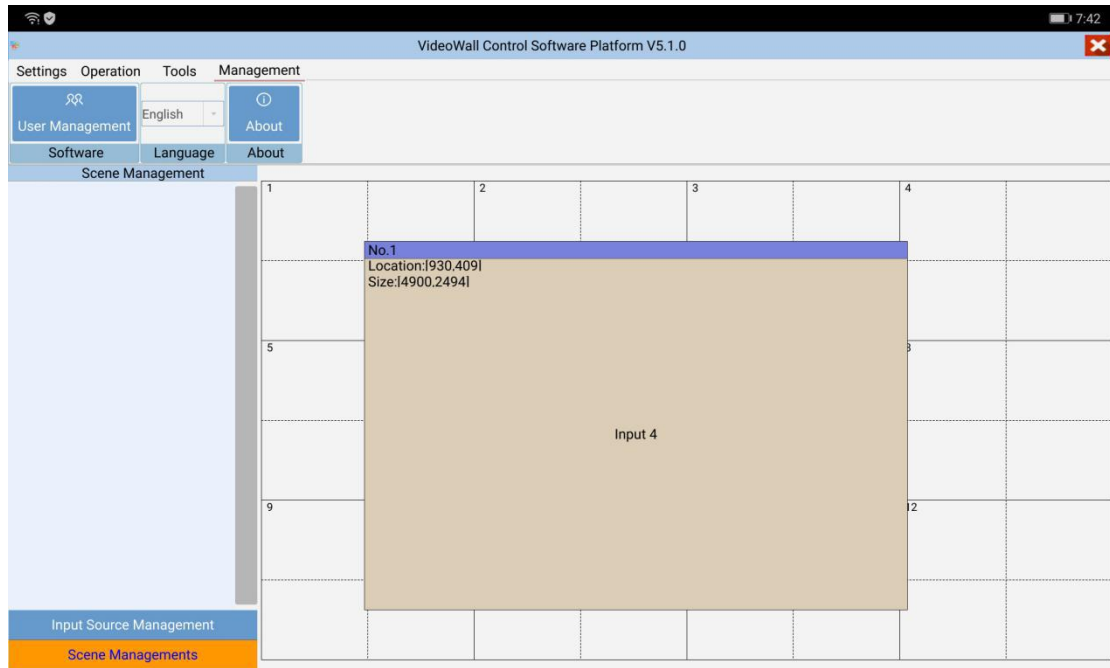 7:42
VideoWall Control Software Platform V5.1.0
Settings Operation Tools Management
User Management English About
Software Language About
Scene Management
1 2 3 4
No.1
Location:[930,409]
Size:[4900,2494]
5
Input 4
9 12
Input Source Management
Scene Managements